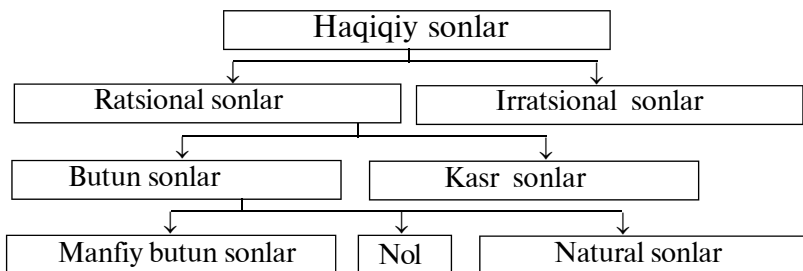 Haqiqiy sonlar
Ratsional sonlar
Irratsional sonlar
Butun sonlar
Kasr sonlar
Manfiy butun sonlar
Nol
Natural sonlar